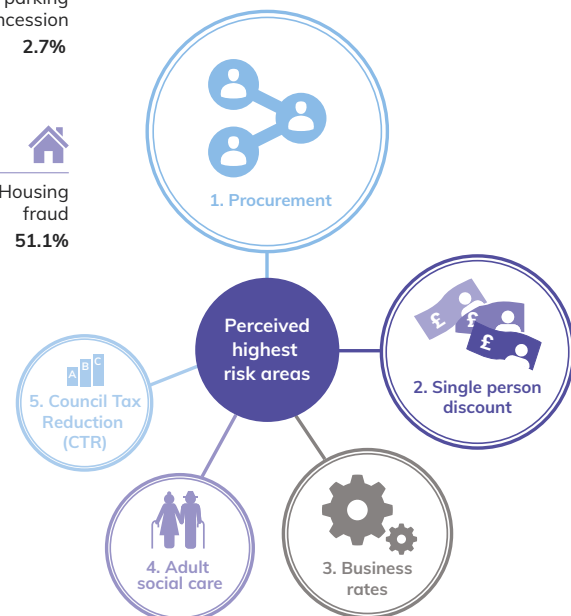 parking
2.7%
Housing
fraud
51.1%
1. Procurement
Perceived
highest
risk areas
£
£
£
2. Single person
discount
A
B
C
5. Council Tax
Reduction
(CTR)
4. Adult
social care
3. Business
rates